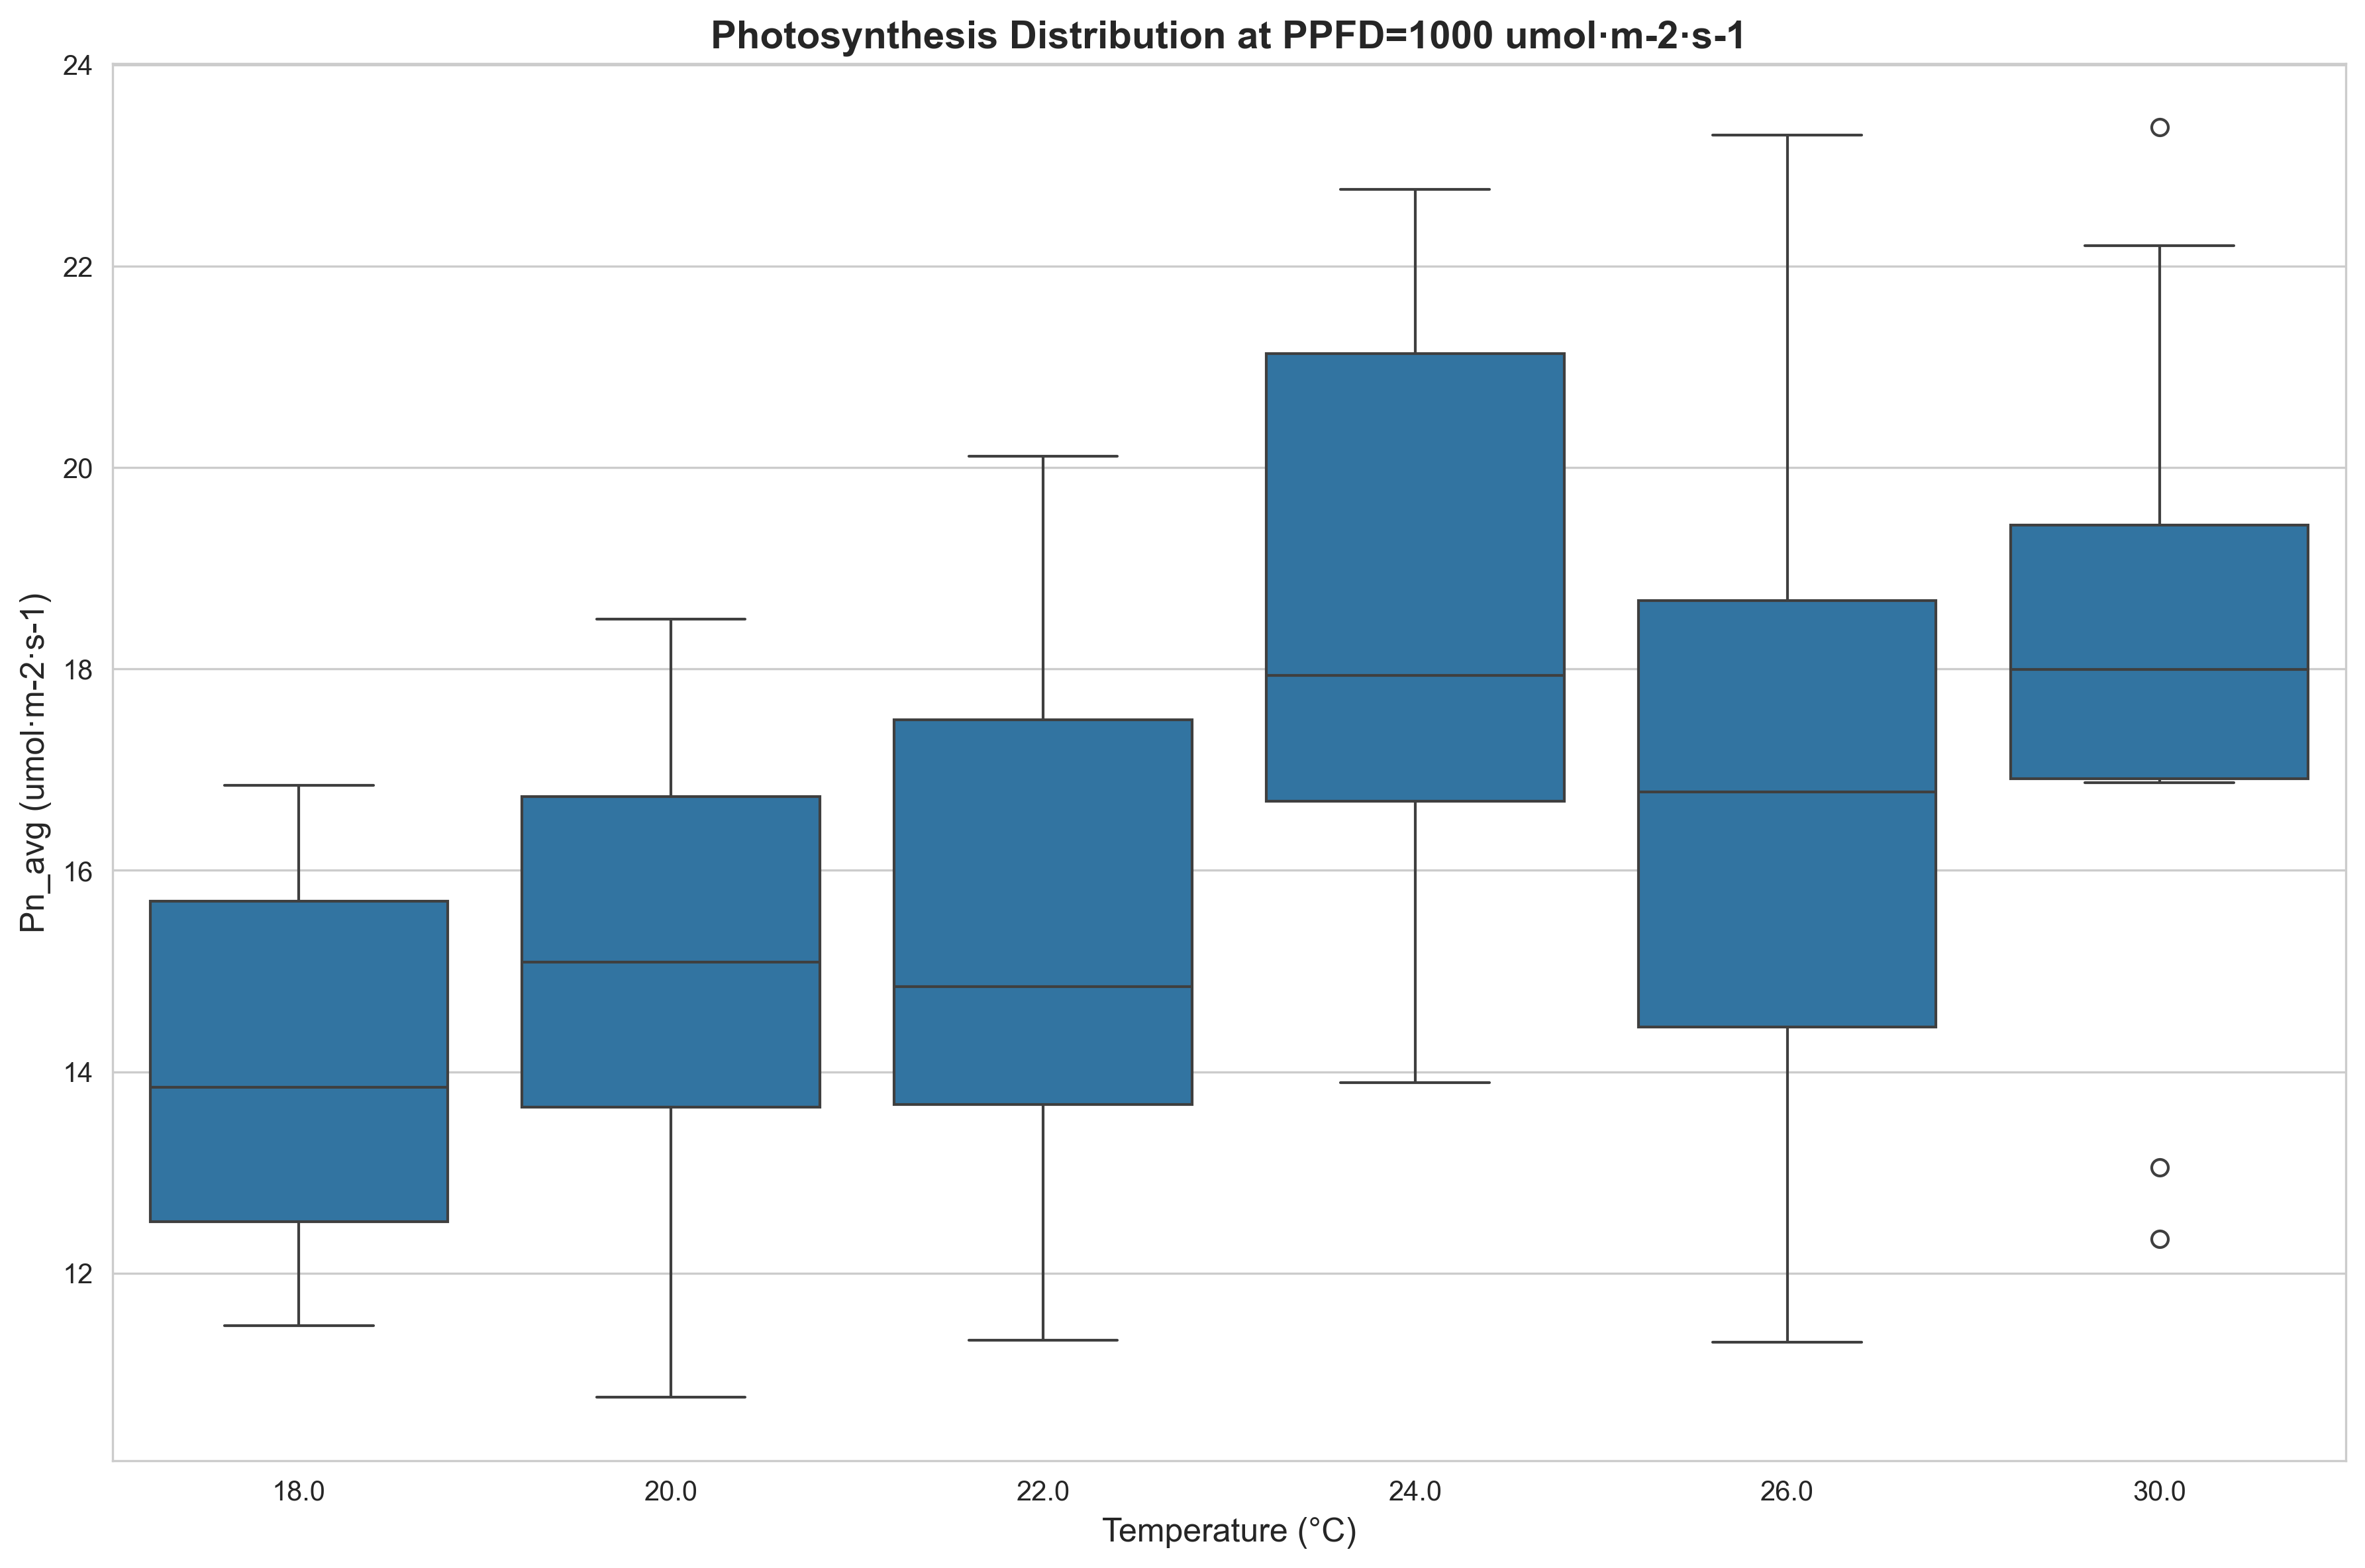 Photosynthesis Distribution at PPFD=1000 umol·m-2·s-1
24
22
20
18
16
14
12
Pn_avg (umol·m-2·s-1)
18.0 20.0 22.0 24.0 26.0 30.0
Temperature (°C)